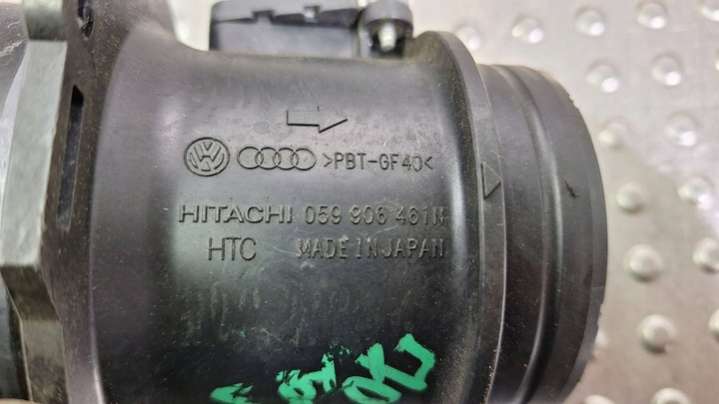 >PBT-GF40<
HITACHI 059 906 461N
HTC MADE IN JAPAN